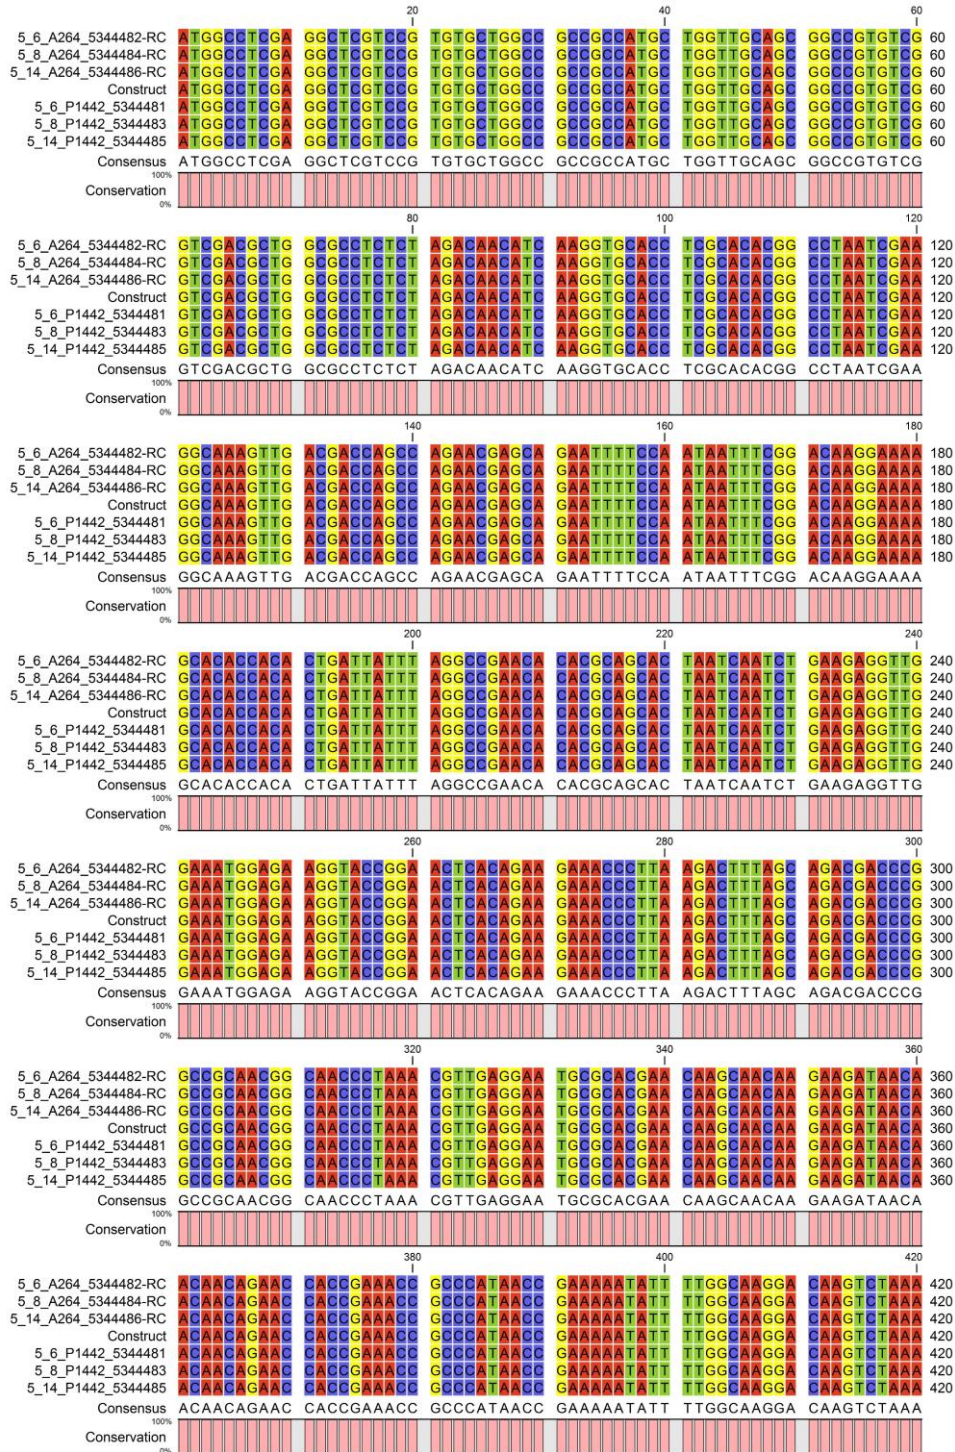 20 40 60
5_6_A264_5344482-RC ATGGCCTCGA GGCTCGTCCG TGTGCTGGCC GCCGCCATGC TGGTTGCAGC GGCCGTGTCG 60
5_8_A264_5344484-RC ATGGCCTCGA GGCTCGTCCG TGTGCTGGCC GCCGCCATGC TGGTTGCAGC GGCCGTGTCG 60
5_14_A264_5344486-RC ATGGCCTCGA GGCTCGTCCG TGTGCTGGCC GCCGCCATGC TGGTTGCAGC GGCCGTGTCG 60
Construct ATGGCCTCGA GGCTCGTCCG TGTGCTGGCC GCCGCCATGC TGGTTGCAGC GGCCGTGTCG 60
5_6_P1442_5344481 ATGGCCTCGA GGCTCGTCCG TGTGCTGGCC GCCGCCATGC TGGTTGCAGC GGCCGTGTCG 60
5_8_P1442_5344483 ATGGCCTCGA GGCTCGTCCG TGTGCTGGCC GCCGCCATGC TGGTTGCAGC GGCCGTGTCG 60
5_14_P1442_5344485 ATGGCCTCGA GGCTCGTCCG TGTGCTGGCC GCCGCCATGC TGGTTGCAGC GGCCGTGTCG 60
Consensus ATGGCCTCGA GGCTCGTCCG TGTGCTGGCC GCCGCCATGC TGGTTGCAGC GGCCGTGTCG
100%
Conservation
0%
80 100 120
5_6_A264_5344482-RC GTCGACGCTG GCGCCTCTCT AGACAACATC AAGGTGCACC TCGCACACGG CCTAATCGAA 120
5_8_A264_5344484-RC GTCGACGCTG GCGCCTCTCT AGACAACATC AAGGTGCACC TCGCACACGG CCTAATCGAA 120
5_14_A264_5344486-RC GTCGACGCTG GCGCCTCTCT AGACAACATC AAGGTGCACC TCGCACACGG CCTAATCGAA 120
Construct GTCGACGCTG GCGCCTCTCT AGACAACATC AAGGTGCACC TCGCACACGG CCTAATCGAA 120
5_6_P1442_5344481 GTCGACGCTG GCGCCTCTCT AGACAACATC AAGGTGCACC TCGCACACGG CCTAATCGAA 120
5_8_P1442_5344483 GTCGACGCTG GCGCCTCTCT AGACAACATC AAGGTGCACC TCGCACACGG CCTAATCGAA 120
5_14_P1442_5344485 GTCGACGCTG GCGCCTCTCT AGACAACATC AAGGTGCACC TCGCACACGG CCTAATCGAA 120
Consensus GTCGACGCTG GCGCCTCTCT AGACAACATC AAGGTGCACC TCGCACACGG CCTAATCGAA
100%
Conservation
0%
140 160 180
5_6_A264_5344482-RC GGCAAAGTTG ACGACCAGCC AGAACGAGCA GAATTTTCCA ATAATTTCGG ACAAGGAAAA 180
5_8_A264_5344484-RC GGCAAAGTTG ACGACCAGCC AGAACGAGCA GAATTTTCCA ATAATTTCGG ACAAGGAAAA 180
5_14_A264_5344486-RC GGCAAAGTTG ACGACCAGCC AGAACGAGCA GAATTTTCCA ATAATTTCGG ACAAGGAAAA 180
Construct GGCAAAGTTG ACGACCAGCC AGAACGAGCA GAATTTTCCA ATAATTTCGG ACAAGGAAAA 180
5_6_P1442_5344481 GGCAAAGTTG ACGACCAGCC AGAACGAGCA GAATTTTCCA ATAATTTCGG ACAAGGAAAA 180
5_8_P1442_5344483 GGCAAAGTTG ACGACCAGCC AGAACGAGCA GAATTTTCCA ATAATTTCGG ACAAGGAAAA 180
5_14_P1442_5344485 GGCAAAGTTG ACGACCAGCC AGAACGAGCA GAATTTTCCA ATAATTTCGG ACAAGGAAAA 180
Consensus GGCAAAGTTG ACGACCAGCC AGAACGAGCA GAATTTTCCA ATAATTTCGG ACAAGGAAAA
100%
Conservation
0%
200 220 240
5_6_A264_5344482-RC GCACACCACA CTGATTATTT AGGCCGAACA CACGCAGCAC TAATCAATCT GAAGAGGTTG 240
5_8_A264_5344484-RC GCACACCACA CTGATTATTT AGGCCGAACA CACGCAGCAC TAATCAATCT GAAGAGGTTG 240
5_14_A264_5344486-RC GCACACCACA CTGATTATTT AGGCCGAACA CACGCAGCAC TAATCAATCT GAAGAGGTTG 240
Construct GCACACCACA CTGATTATTT AGGCCGAACA CACGCAGCAC TAATCAATCT GAAGAGGTTG 240
5_6_P1442_5344481 GCACACCACA CTGATTATTT AGGCCGAACA CACGCAGCAC TAATCAATCT GAAGAGGTTG 240
5_8_P1442_5344483 GCACACCACA CTGATTATTT AGGCCGAACA CACGCAGCAC TAATCAATCT GAAGAGGTTG 240
5_14_P1442_5344485 GCACACCACA CTGATTATTT AGGCCGAACA CACGCAGCAC TAATCAATCT GAAGAGGTTG 240
Consensus GCACACCACA CTGATTATTT AGGCCGAACA CACGCAGCAC TAATCAATCT GAAGAGGTTG
100%
Conservation
0%
260 280 300
5_6_A264_5344482-RC GAAATGGAGA AGGTACCGGA ACTCACAGAA GAAACCCTTA AGACTTTAGC AGACGACCCG 300
5_8_A264_5344484-RC GAAATGGAGA AGGTACCGGA ACTCACAGAA GAAACCCTTA AGACTTTAGC AGACGACCCG 300
5_14_A264_5344486-RC GAAATGGAGA AGGTACCGGA ACTCACAGAA GAAACCCTTA AGACTTTAGC AGACGACCCG 300
Construct GAAATGGAGA AGGTACCGGA ACTCACAGAA GAAACCCTTA AGACTTTAGC AGACGACCCG 300
5_6_P1442_5344481 GAAATGGAGA AGGTACCGGA ACTCACAGAA GAAACCCTTA AGACTTTAGC AGACGACCCG 300
5_8_P1442_5344483 GAAATGGAGA AGGTACCGGA ACTCACAGAA GAAACCCTTA AGACTTTAGC AGACGACCCG 300
5_14_P1442_5344485 GAAATGGAGA AGGTACCGGA ACTCACAGAA GAAACCCTTA AGACTTTAGC AGACGACCCG 300
Consensus GAAATGGAGA AGGTACCGGA ACTCACAGAA GAAACCCTTA AGACTTTAGC AGACGACCCG
100%
Conservation
0%
320 340 360
5_6_A264_5344482-RC GCCGCAACGG CAACCCTAAA CGTTGAGGAA TGCGCACGAA CAAGCAACAA GAAGATAACA 360
5_8_A264_5344484-RC GCCGCAACGG CAACCCTAAA CGTTGAGGAA TGCGCACGAA CAAGCAACAA GAAGATAACA 360
5_14_A264_5344486-RC GCCGCAACGG CAACCCTAAA CGTTGAGGAA TGCGCACGAA CAAGCAACAA GAAGATAACA 360
Construct GCCGCAACGG CAACCCTAAA CGTTGAGGAA TGCGCACGAA CAAGCAACAA GAAGATAACA 360
5_6_P1442_5344481 GCCGCAACGG CAACCCTAAA CGTTGAGGAA TGCGCACGAA CAAGCAACAA GAAGATAACA 360
5_8_P1442_5344483 GCCGCAACGG CAACCCTAAA CGTTGAGGAA TGCGCACGAA CAAGCAACAA GAAGATAACA 360
5_14_P1442_5344485 GCCGCAACGG CAACCCTAAA CGTTGAGGAA TGCGCACGAA CAAGCAACAA GAAGATAACA 360
Consensus GCCGCAACGG CAACCCTAAA CGTTGAGGAA TGCGCACGAA CAAGCAACAA GAAGATAACA
100%
Conservation
0%
380 400 420
5_6_A264_5344482-RC ACAACAGAAC CACCGAAACC GCCCATAACC GAAAAATATT TTGGCAAGGA CAAGTCTAAA 420
5_8_A264_5344484-RC ACAACAGAAC CACCGAAACC GCCCATAACC GAAAAATATT TTGGCAAGGA CAAGTCTAAA 420
5_14_A264_5344486-RC ACAACAGAAC CACCGAAACC GCCCATAACC GAAAAATATT TTGGCAAGGA CAAGTCTAAA 420
Construct ACAACAGAAC CACCGAAACC GCCCATAACC GAAAAATATT TTGGCAAGGA CAAGTCTAAA 420
5_6_P1442_5344481 ACAACAGAAC CACCGAAACC GCCCATAACC GAAAAATATT TTGGCAAGGA CAAGTCTAAA 420
5_8_P1442_5344483 ACAACAGAAC CACCGAAACC GCCCATAACC GAAAAATATT TTGGCAAGGA CAAGTCTAAA 420
5_14_P1442_5344485 ACAACAGAAC CACCGAAACC GCCCATAACC GAAAAATATT TTGGCAAGGA CAAGTCTAAA 420
Consensus ACAACAGAAC CACCGAAACC GCCCATAACC GAAAAATATT TTGGCAAGGA CAAGTCTAAA
100%
Conservation
0%